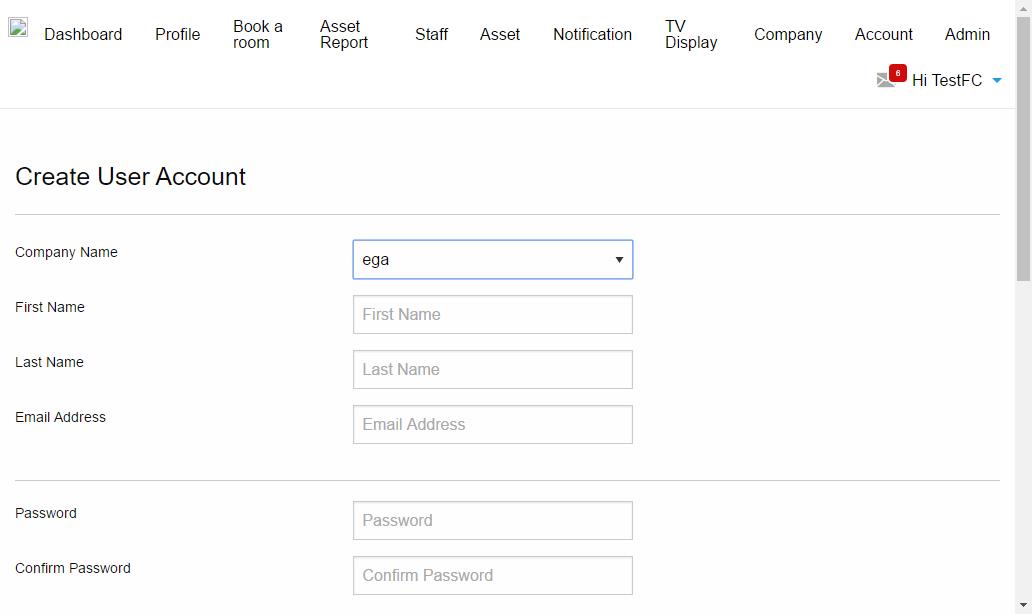 Dashboard Profile Book a room Asset Report Staff Asset Notification TV Display Company Account Admin
6 Hi TestFC
Create User Account
Company Name ega
First Name First Name
Last Name Last Name
Email Address Email Address
Password Password
Confirm Password Confirm Password